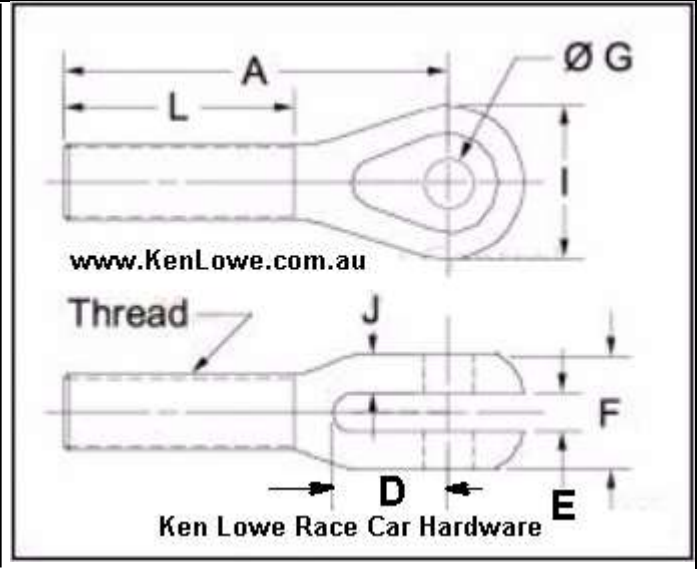 A
Ø G
L
I
www.KenLowe.com.au
Thread
J
F
D
E
Ken Lowe Race Car Hardware